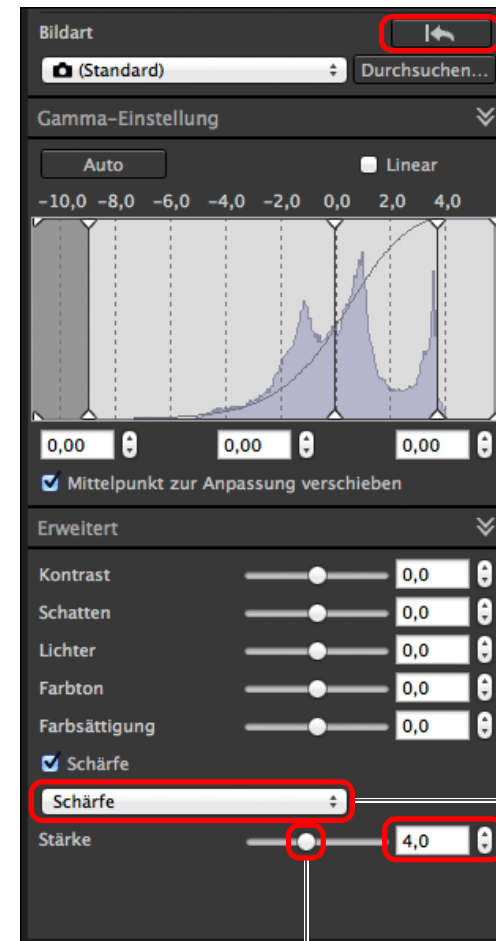 Bildart
(Standard) Durchsuchen...
Gamma-Einstellung
Auto Linear
-10,0 -8,0 -6,0 -4,0 -2,0 0,0 2,0 4,0
0,00 0,00 0,00
Mittelpunkt zur Anpassung verschieben
Erweitert
Kontrast 0,0
Schatten 0,0
Lichter 0,0
Farbton 0,0
Farbsättigung 0,0
Schärfe
Schärfe
Stärke 4,0